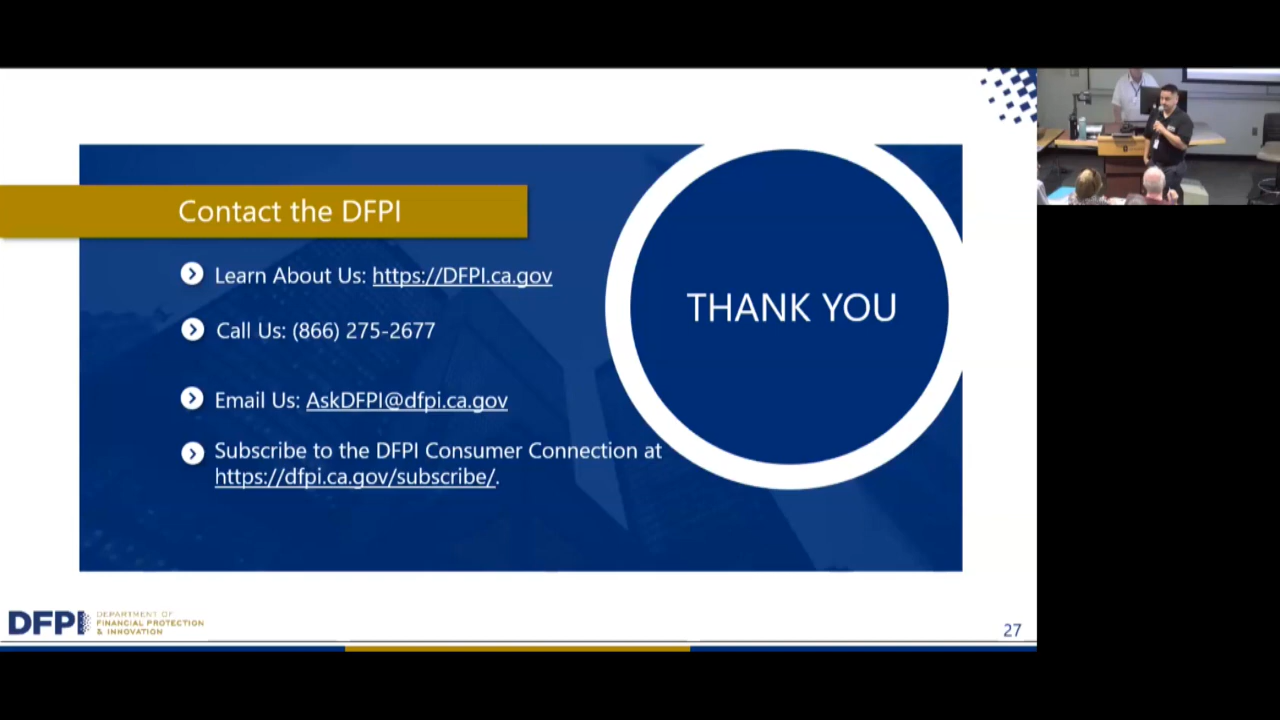 Contact the DFPI
Learn About Us: https://DFPI.ca.gov
Call Us: (866) 275-2677
Email Us: AskDFPI@dfpi.ca.gov
Subscribe to the DFPI Consumer Connection at
https://dfpi.ca.gov/subscribe/.
THANK YOU
DFPI
DEPARTMENT OF
FINANCIAL PROTECTION
& INNOVATION
27